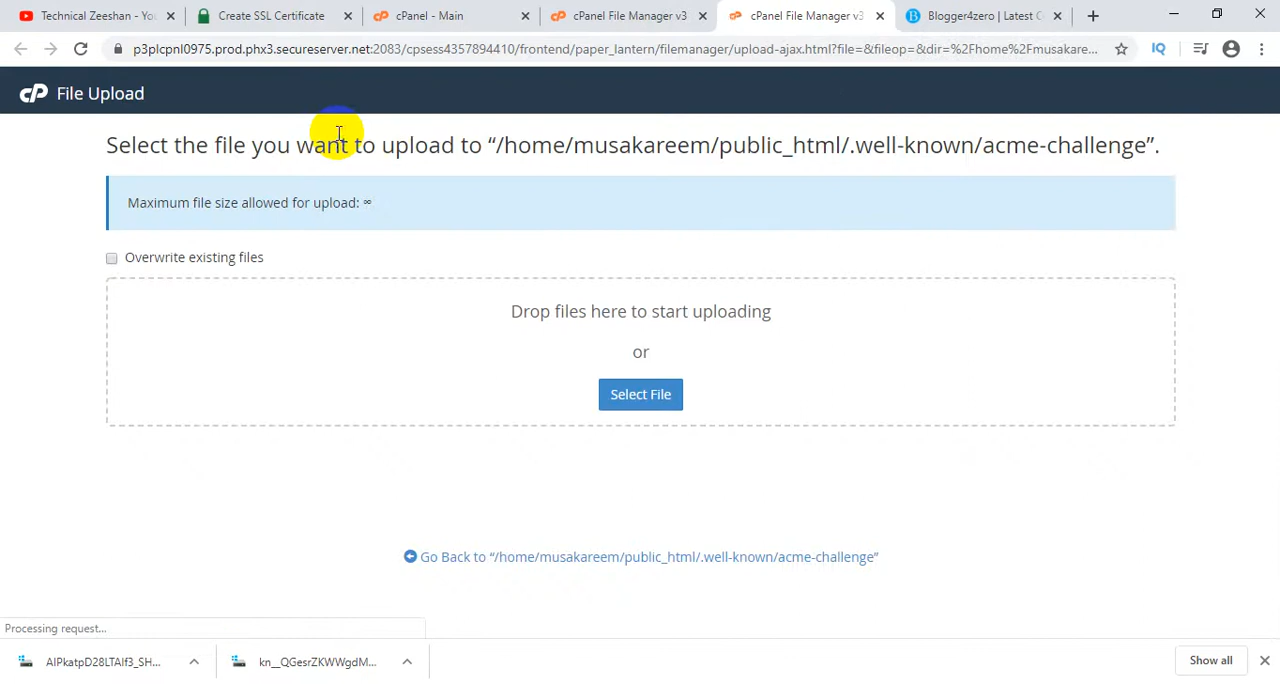 Technical Zeeshan - You
Create SSL Certificate
cPanel - Main
cPanel File Manager v3
cPanel File Manager v3
Blogger4zero | Latest C
p3plcpnl0975.prod.phx3.secureserver.net:2083/cpsess4357894410/frontend/paper_lantern/filemanager/upload-ajax.html?file=&fileop=&dir=%2Fhome%2Fmusakare...
IQ
cP File Upload
Select the file you want to upload to “/home/musakareem/public_html/.well-known/acme-challenge”.
Maximum file size allowed for upload: ∞
Overwrite existing files
Drop files here to start uploading
or
Select File
Go Back to “/home/musakareem/public_html/.well-known/acme-challenge”
Processing request...
AIPkatpD28LTAlf3_SH...
kn__QGesrZKWWgdM...
Show all